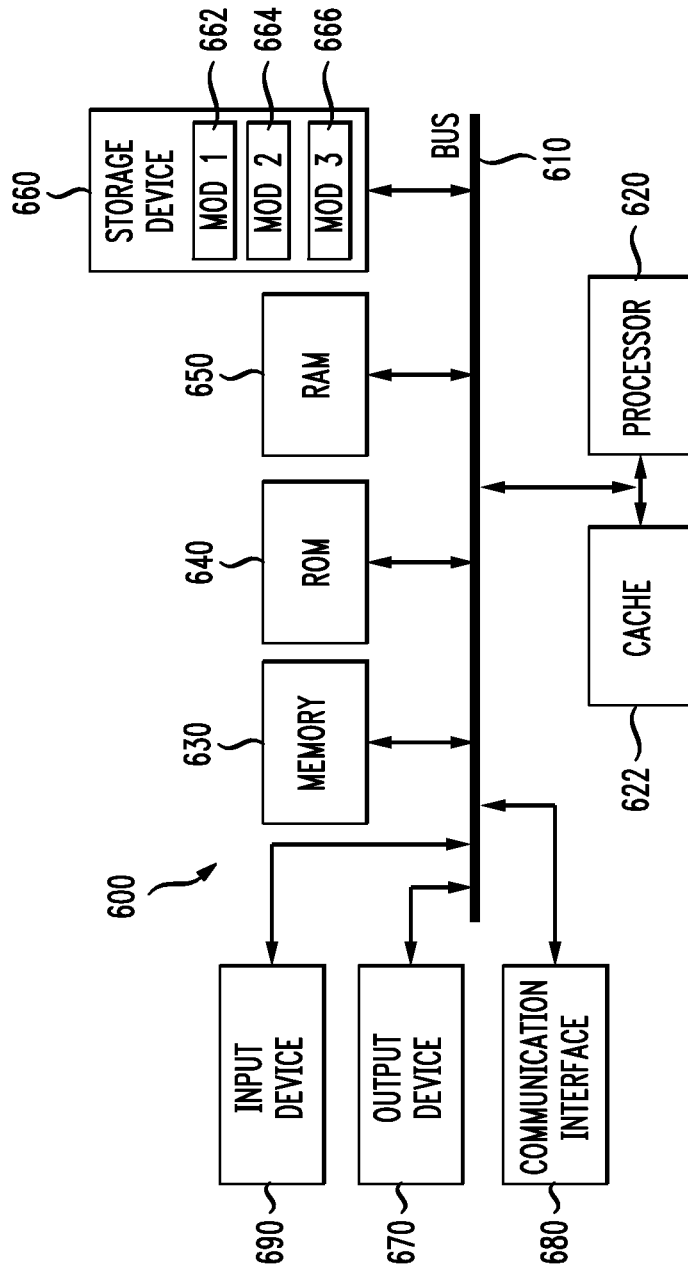 600
690
INPUT
DEVICE
670
OUTPUT
DEVICE
680
COMMUNICATION
INTERFACE
630
MEMORY
640
ROM
650
RAM
660
STORAGE
DEVICE
MOD 1
662
MOD 2
664
MOD 3
666
BUS
610
622
CACHE
620
PROCESSOR